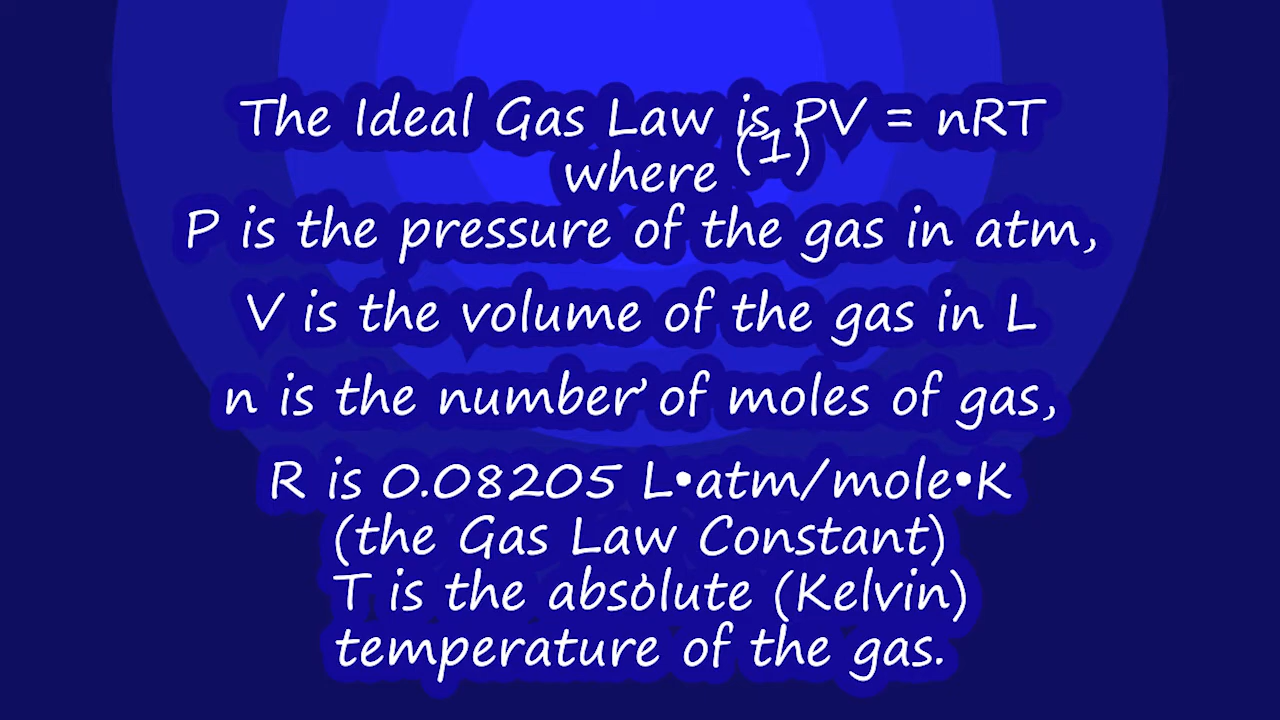 The Ideal Gas Law is PV = nRT
(1)
where
P is the pressure of the gas in atm,
V is the volume of the gas in L
,
n is the number of moles of gas,
R is 0.08205 L•atm/mole•K
(the Gas Law Constant)
,
T is the absolute (Kelvin)
temperature of the gas.